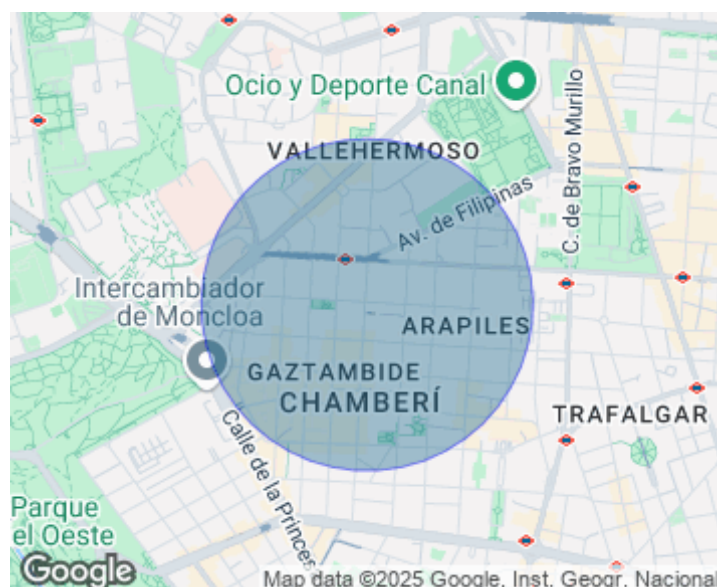 Ocio y Deporte Canal
VALLEHERMOSO
C. de Bravo Murillo
Av. de Filipinas
Intercambiador
de Moncloa
ARAPILES
GAZTAMBIDE
CHAMBERÍ
TRAFALGAR
Calle de la Princes
Parque
el Oeste
Google
Map data ©2025 Google, Inst. Geogr. Nacional